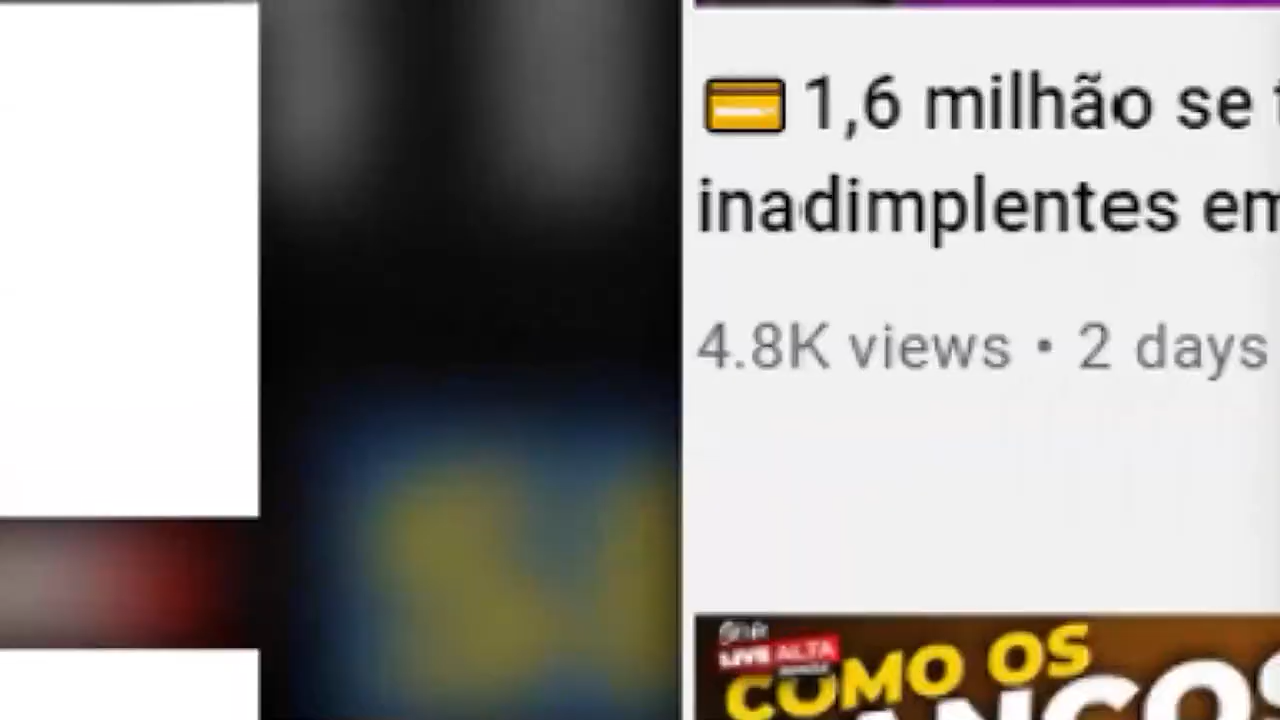 1,6 milhão se
inadimplentes em
4.8K views • 2 days
LIVE ALTA
COMO OS